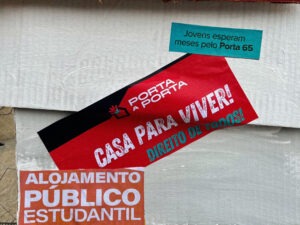 Jovens esperam
meses pelo Porta 65
PORTA
A PORTA
CASA PARA VIVER!
DIREITO DE TODOS!
ALOJAMENTO
PÚBLICO
ESTUDANTIL